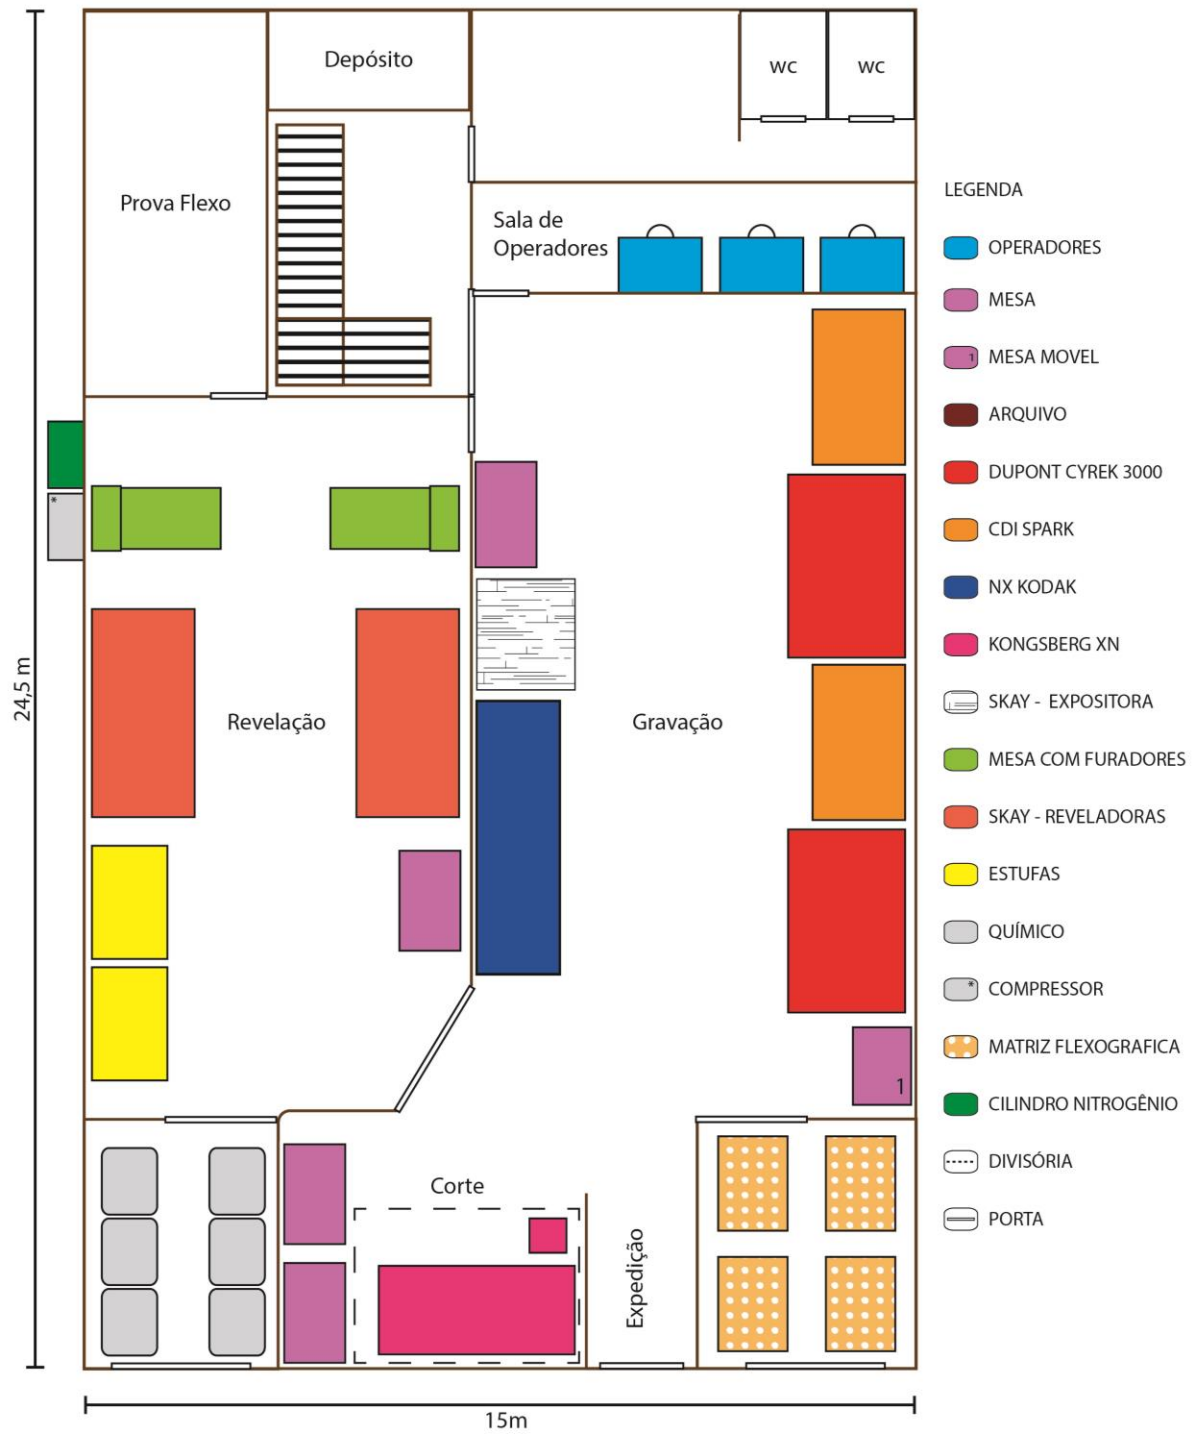 Depósito
wc
wc
Prova Flexo
Sala de
Operadores
24,5 m
*
Revelação
Gravação
1
Corte
Expedição
15m
LEGENDA
OPERADORES
MESA
1
MESA MOVEL
ARQUIVO
DUPONT CYREK 3000
CDI SPARK
NX KODAK
KONGSBERG XN
SKAY - EXPOSITORA
MESA COM FURADORES
SKAY - REVELADORAS
ESTUFAS
QUÍMICO
*
COMPRESSOR
MATRIZ FLEXOGRAFICA
CILINDRO NITROGÊNIO
DIVISÓRIA
PORTA